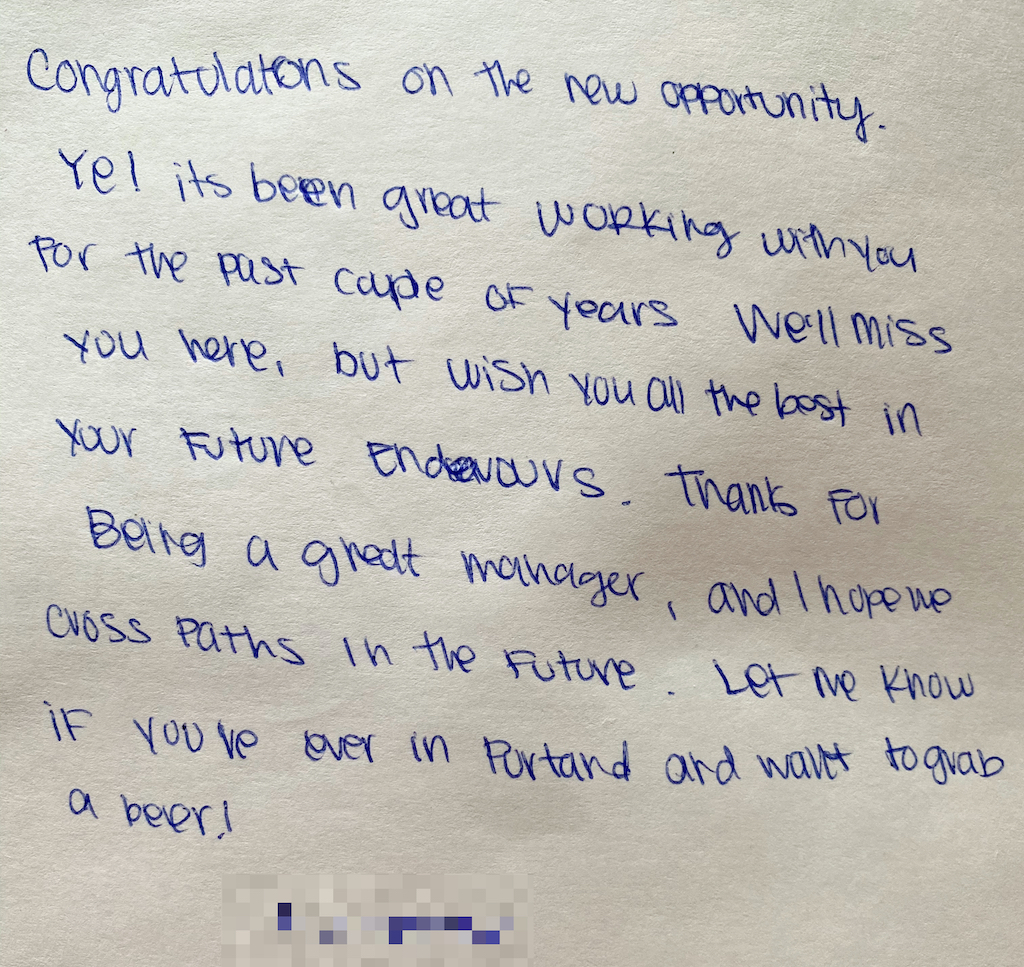 Congratulatons on the new opportunity.
Ye! its been great working with you
For the past couple of years We'll miss
you here, but wish you all the best in
your Future Endeavours. Thanks For
Being a great manager, and I hope we
cross paths in the Future. Let me know
if you've ever in Portand and want to grab
a beer!